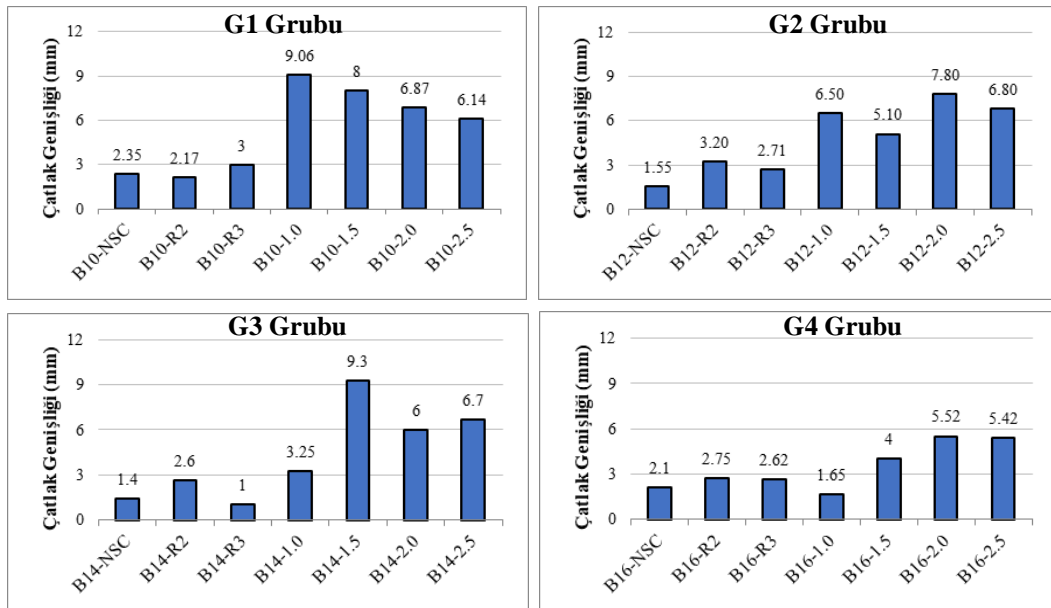 G1 Grubu
Çatlak Genişliği (mm)
12
9
6
3
0
2.35
2.17
3
9.06
8
6.87
6.14
B10-NSC
B10-R2
B10-R3
B10-1.0
B10-1.5
B10-2.0
B10-2.5
G2 Grubu
Çatlak Genişliği (mm)
12
9
6
3
0
1.55
3.20
2.71
6.50
5.10
7.80
6.80
B12-NSC
B12-R2
B12-R3
B12-1.0
B12-1.5
B12-2.0
B12-2.5
G3 Grubu
Çatlak Genişliği (mm)
12
9
6
3
0
1.4
2.6
1
3.25
9.3
6
6.7
B14-NSC
B14-R2
B14-R3
B14-1.0
B14-1.5
B14-2.0
B14-2.5
G4 Grubu
Çatlak Genişliği (mm)
12
9
6
3
0
2.1
2.75
2.62
1.65
4
5.52
5.42
B16-NSC
B16-R2
B16-R3
B16-1.0
B16-1.5
B16-2.0
B16-2.5